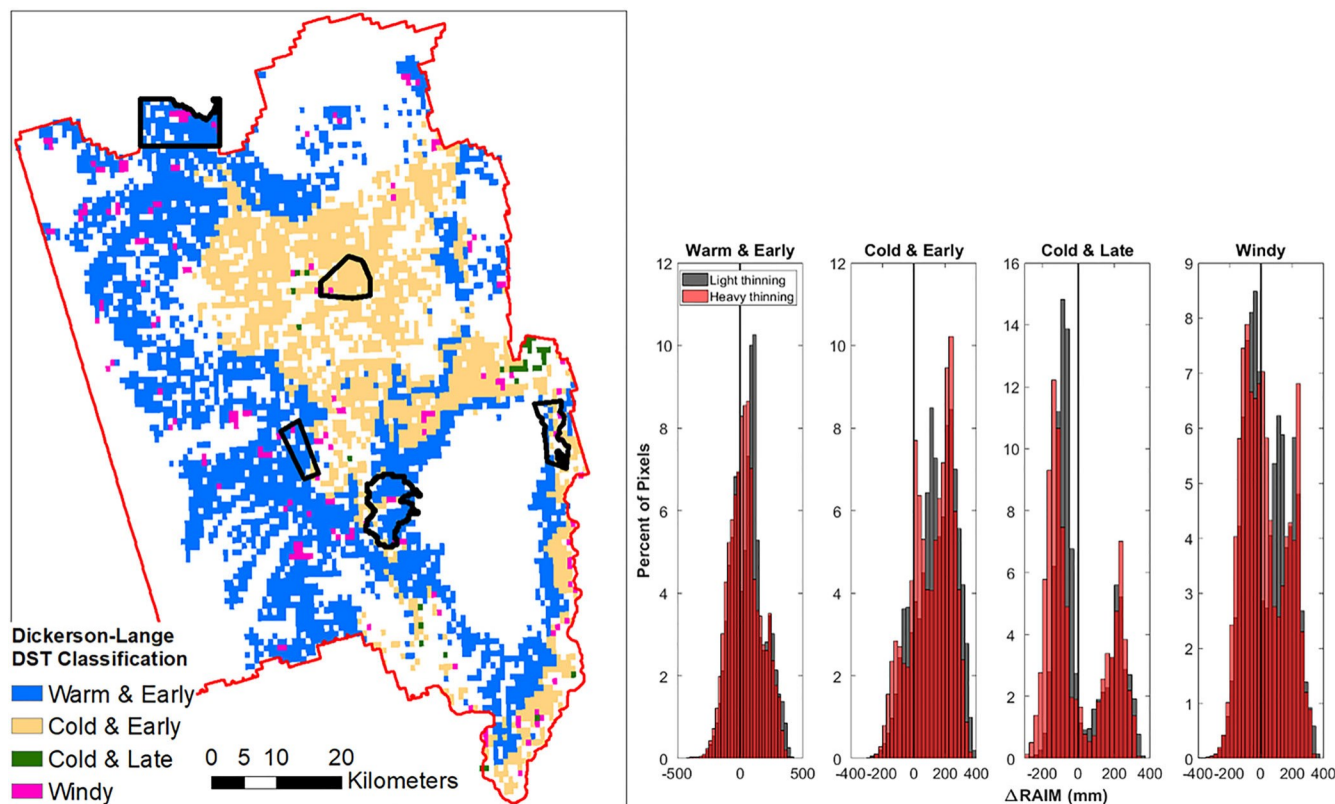 Dickerson-Lange
DST Classification
Warm & Early
Cold & Early
Cold & Late
Windy
0 5 10 20
Kilometers
Percent of Pixels
Warm & Early
Light thinning
Heavy thinning
12
10
8
6
4
2
0
-500 0 500
Cold & Early
12
10
8
6
4
2
0
-400 -200 0 200 400
Cold & Late
16
14
12
10
8
6
4
2
0
-200 0 200 400
Windy
9
8
7
6
5
4
3
2
1
0
-400 -200 0 200 400
ΔRAIM (mm)